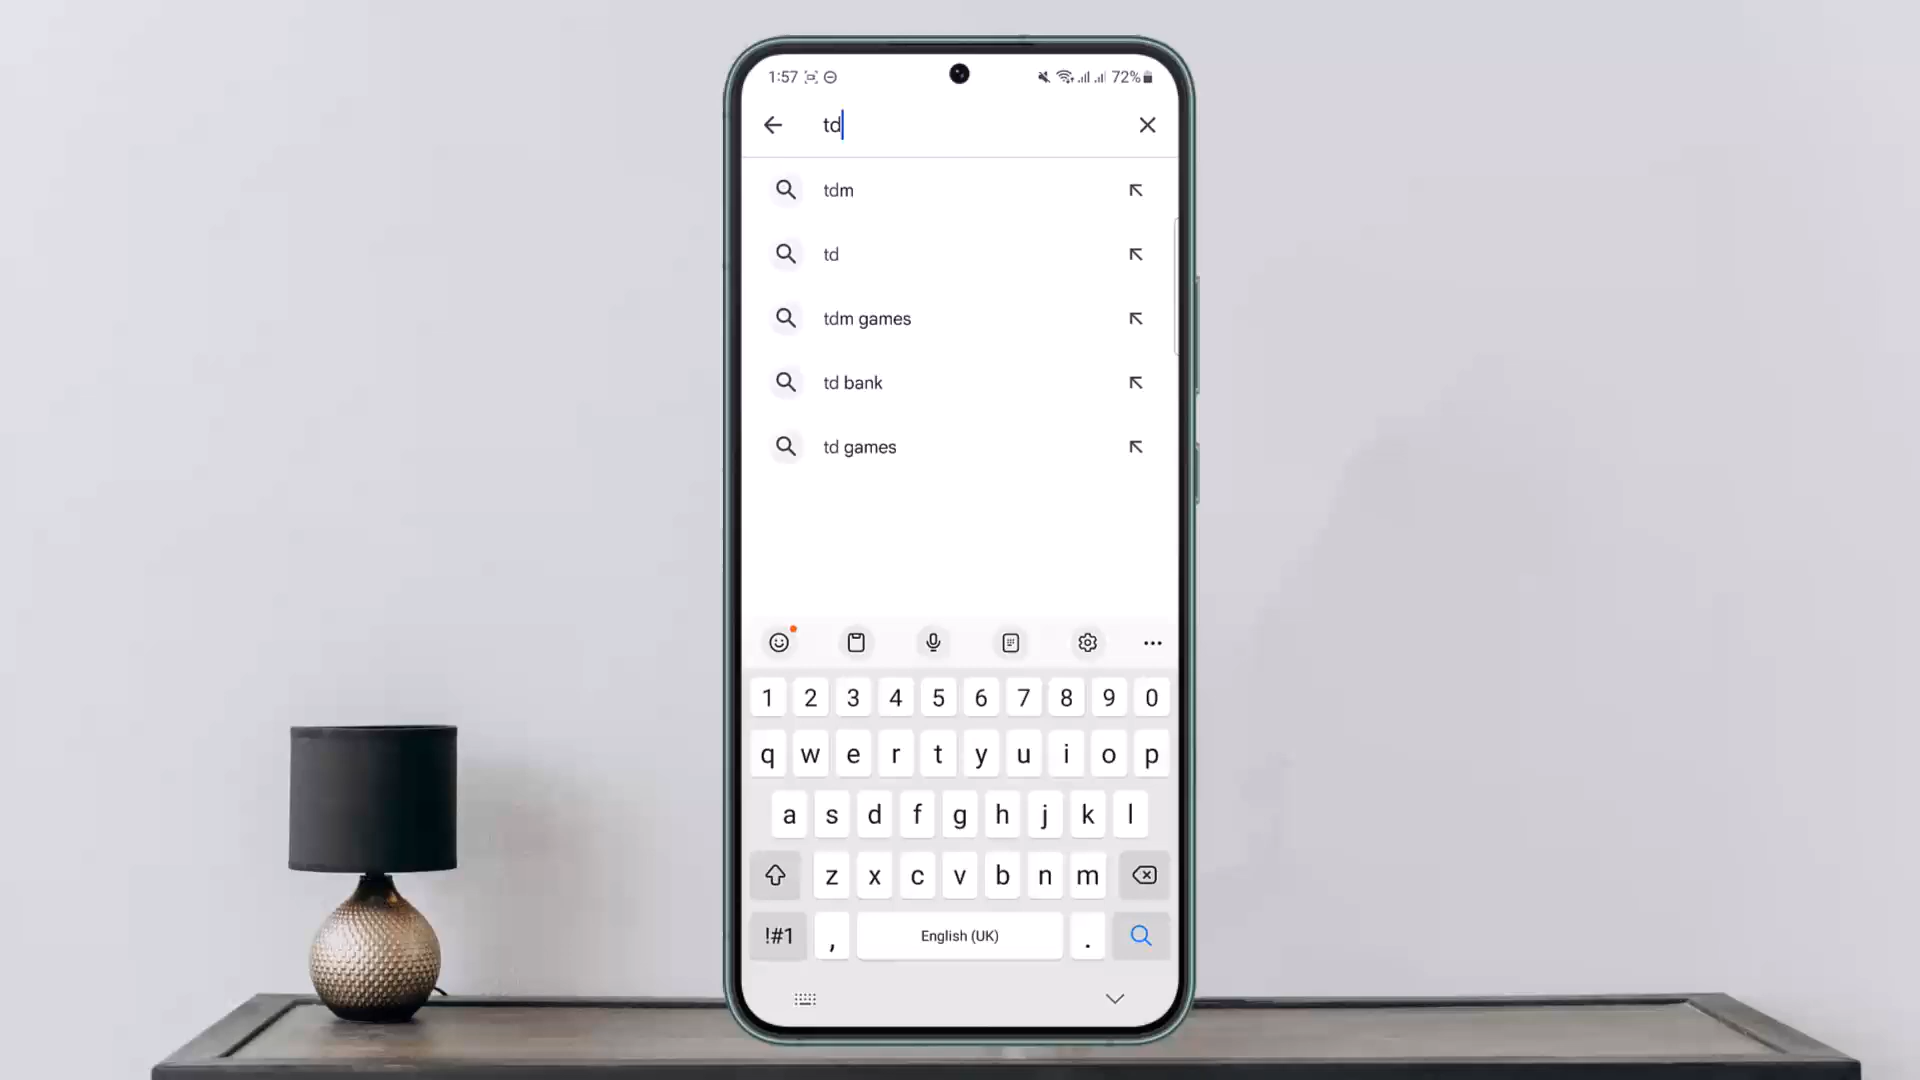 1:57 72%
td
tdm
td
tdm games
td bank
td games
1 2 3 4 5 6 7 8 9 0
q w e r t y u i o p
a s d f g h j k l
z x c v b n m
!#1 , English (UK) .